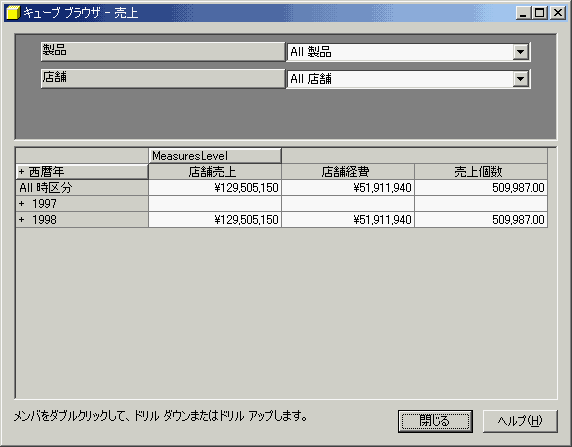 キューブ ブラウザ - 売上
製品 All 製品
店舗 All 店舗
MeasuresLevel
+ 西暦年 店舗売上 店舗経費 売上個数
All 時区分 ¥129,505,150 ¥51,911,940 509,987.00
+ 1997
+ 1998 ¥129,505,150 ¥51,911,940 509,987.00
メンバをダブルクリックして、ドリル ダウンまたはドリル アップします。 閉じる ヘルプ(H)